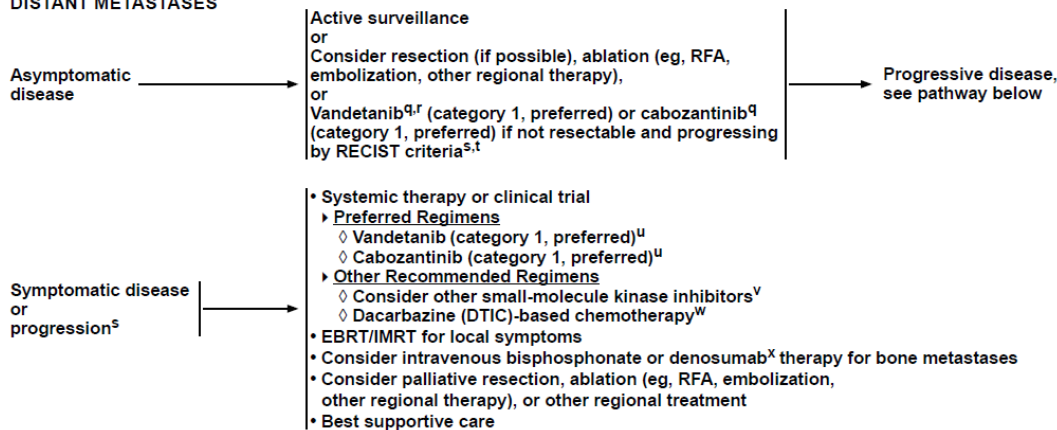 DISTANT METASTASES
Asymptomatic
disease
Active surveillance
or
Consider resection (if possible), ablation (eg, RFA,
embolization, other regional therapy),
or
Vandetanibq,r (category 1, preferred) or cabozantinibq
(category 1, preferred) if not resectable and progressing
by RECIST criterias,t
Progressive disease,
see pathway below
Symptomatic disease
or
progressions
• Systemic therapy or clinical trial
▸ Preferred Regimens
◊ Vandetanib (category 1, preferred)u
◊ Cabozantinib (category 1, preferred)u
▸ Other Recommended Regimens
◊ Consider other small-molecule kinase inhibitorsv
◊ Dacarbazine (DTIC)-based chemotherapyw
• EBRT/IMRT for local symptoms
• Consider intravenous bisphosphonate or denosumabx therapy for bone metastases
• Consider palliative resection, ablation (eg, RFA, embolization,
other regional therapy), or other regional treatment
• Best supportive care